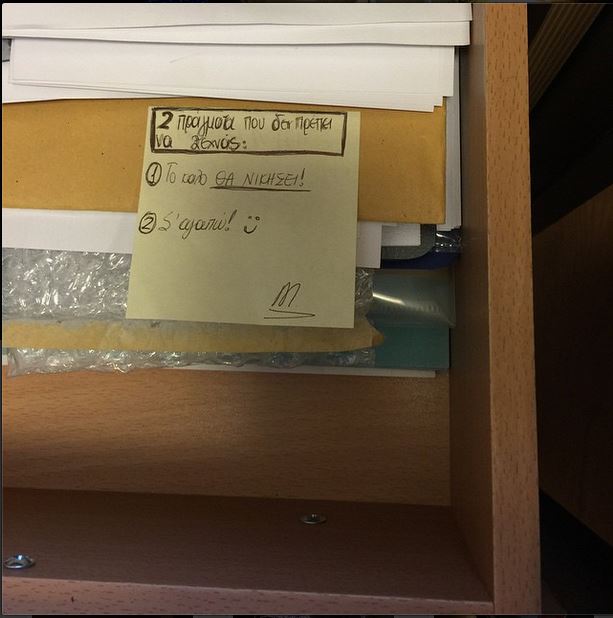 2 πράγματα που δεν πρέπει
να ξεχνάς:
① Το καλό ΘΑ ΝΙΚΗΣΕΙ!
② Σ'αγαπώ! :)
M